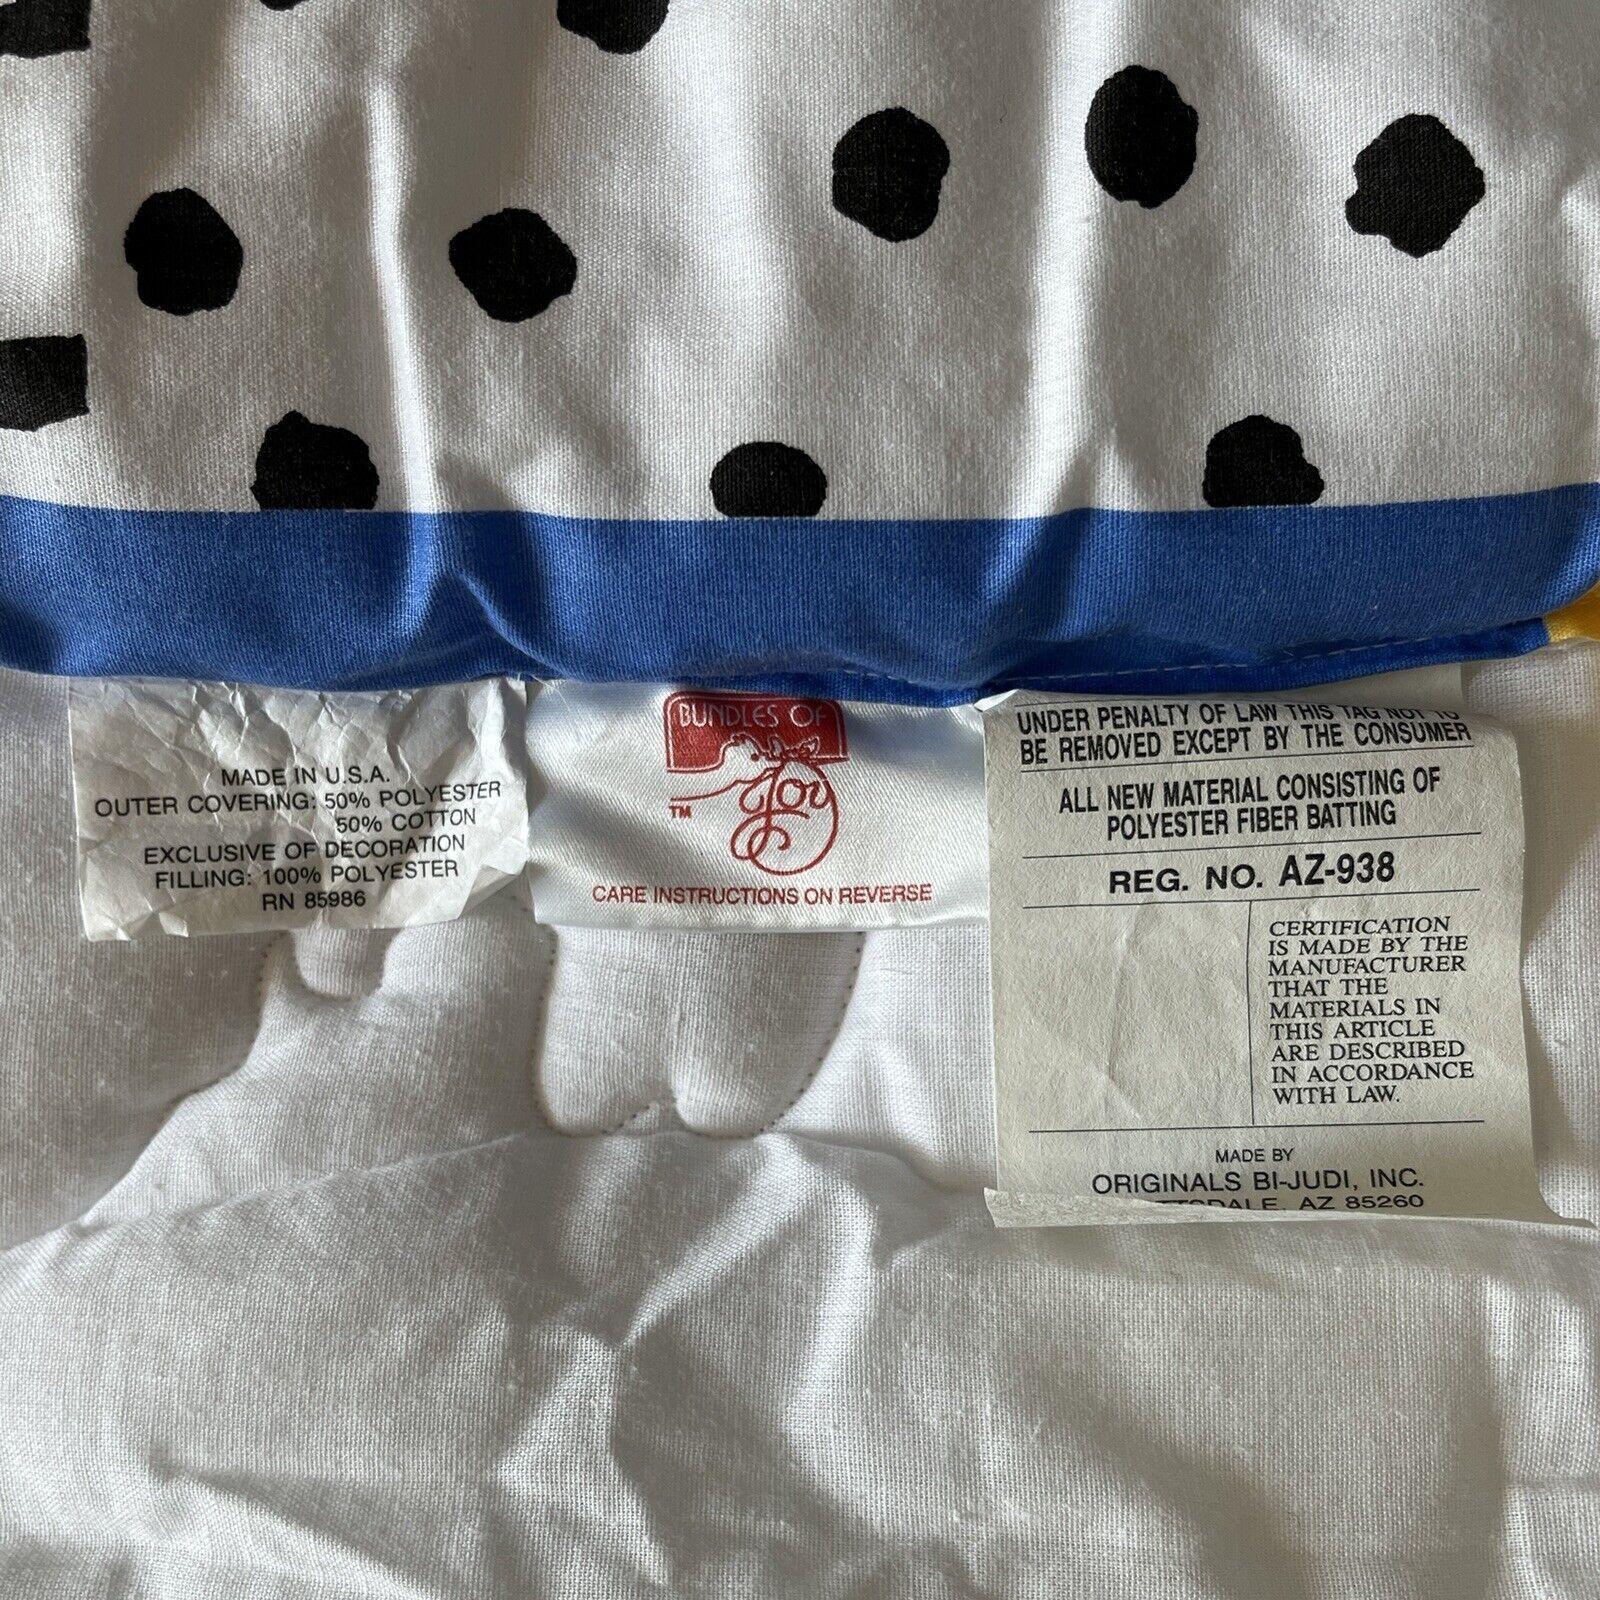 MADE IN U.S.A.
OUTER COVERING: 50% POLYESTER
50% COTTON
EXCLUSIVE OF DECORATION
FILLING: 100% POLYESTER
RN 85986
BUNDLES OF
Joy
TM
CARE INSTRUCTIONS ON REVERSE
UNDER PENALTY OF LAW THIS TAG NOT TO
BE REMOVED EXCEPT BY THE CONSUMER
ALL NEW MATERIAL CONSISTING OF
POLYESTER FIBER BATTING
REG. NO. AZ-938
CERTIFICATION
IS MADE BY THE
MANUFACTURER
THAT THE
MATERIALS IN
THIS ARTICLE
ARE DESCRIBED
IN ACCORDANCE
WITH LAW.
MADE BY
ORIGINALS BI-JUDI, INC.
TTSDALE, AZ 85260